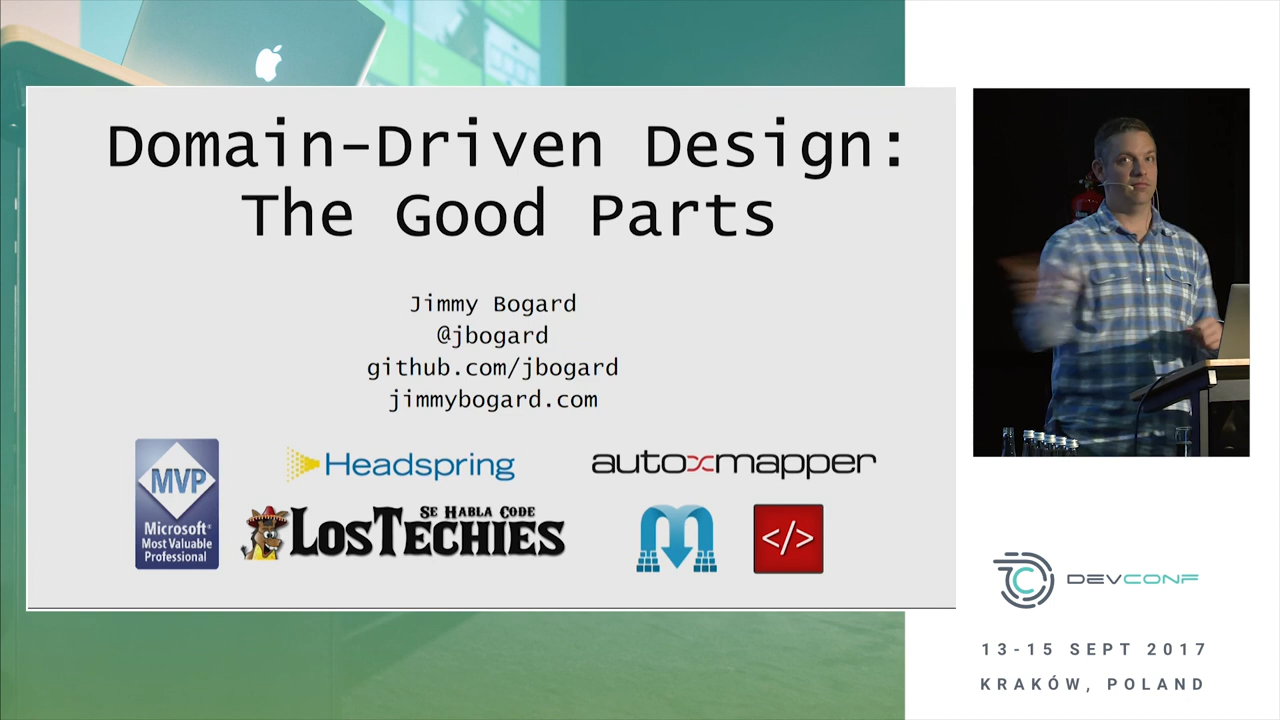 Domain-Driven Design:
The Good Parts
Jimmy Bogard
@jbogard
github.com/jbogard
jimmybogard.com
MVP
Microsoft®
Most Valuable
Professional
Headspring
automapper
SE HABLA CODE
LOSTECHIES
</>
DEVCONF
13-15 SEPT 2017
KRAKÓW, POLAND